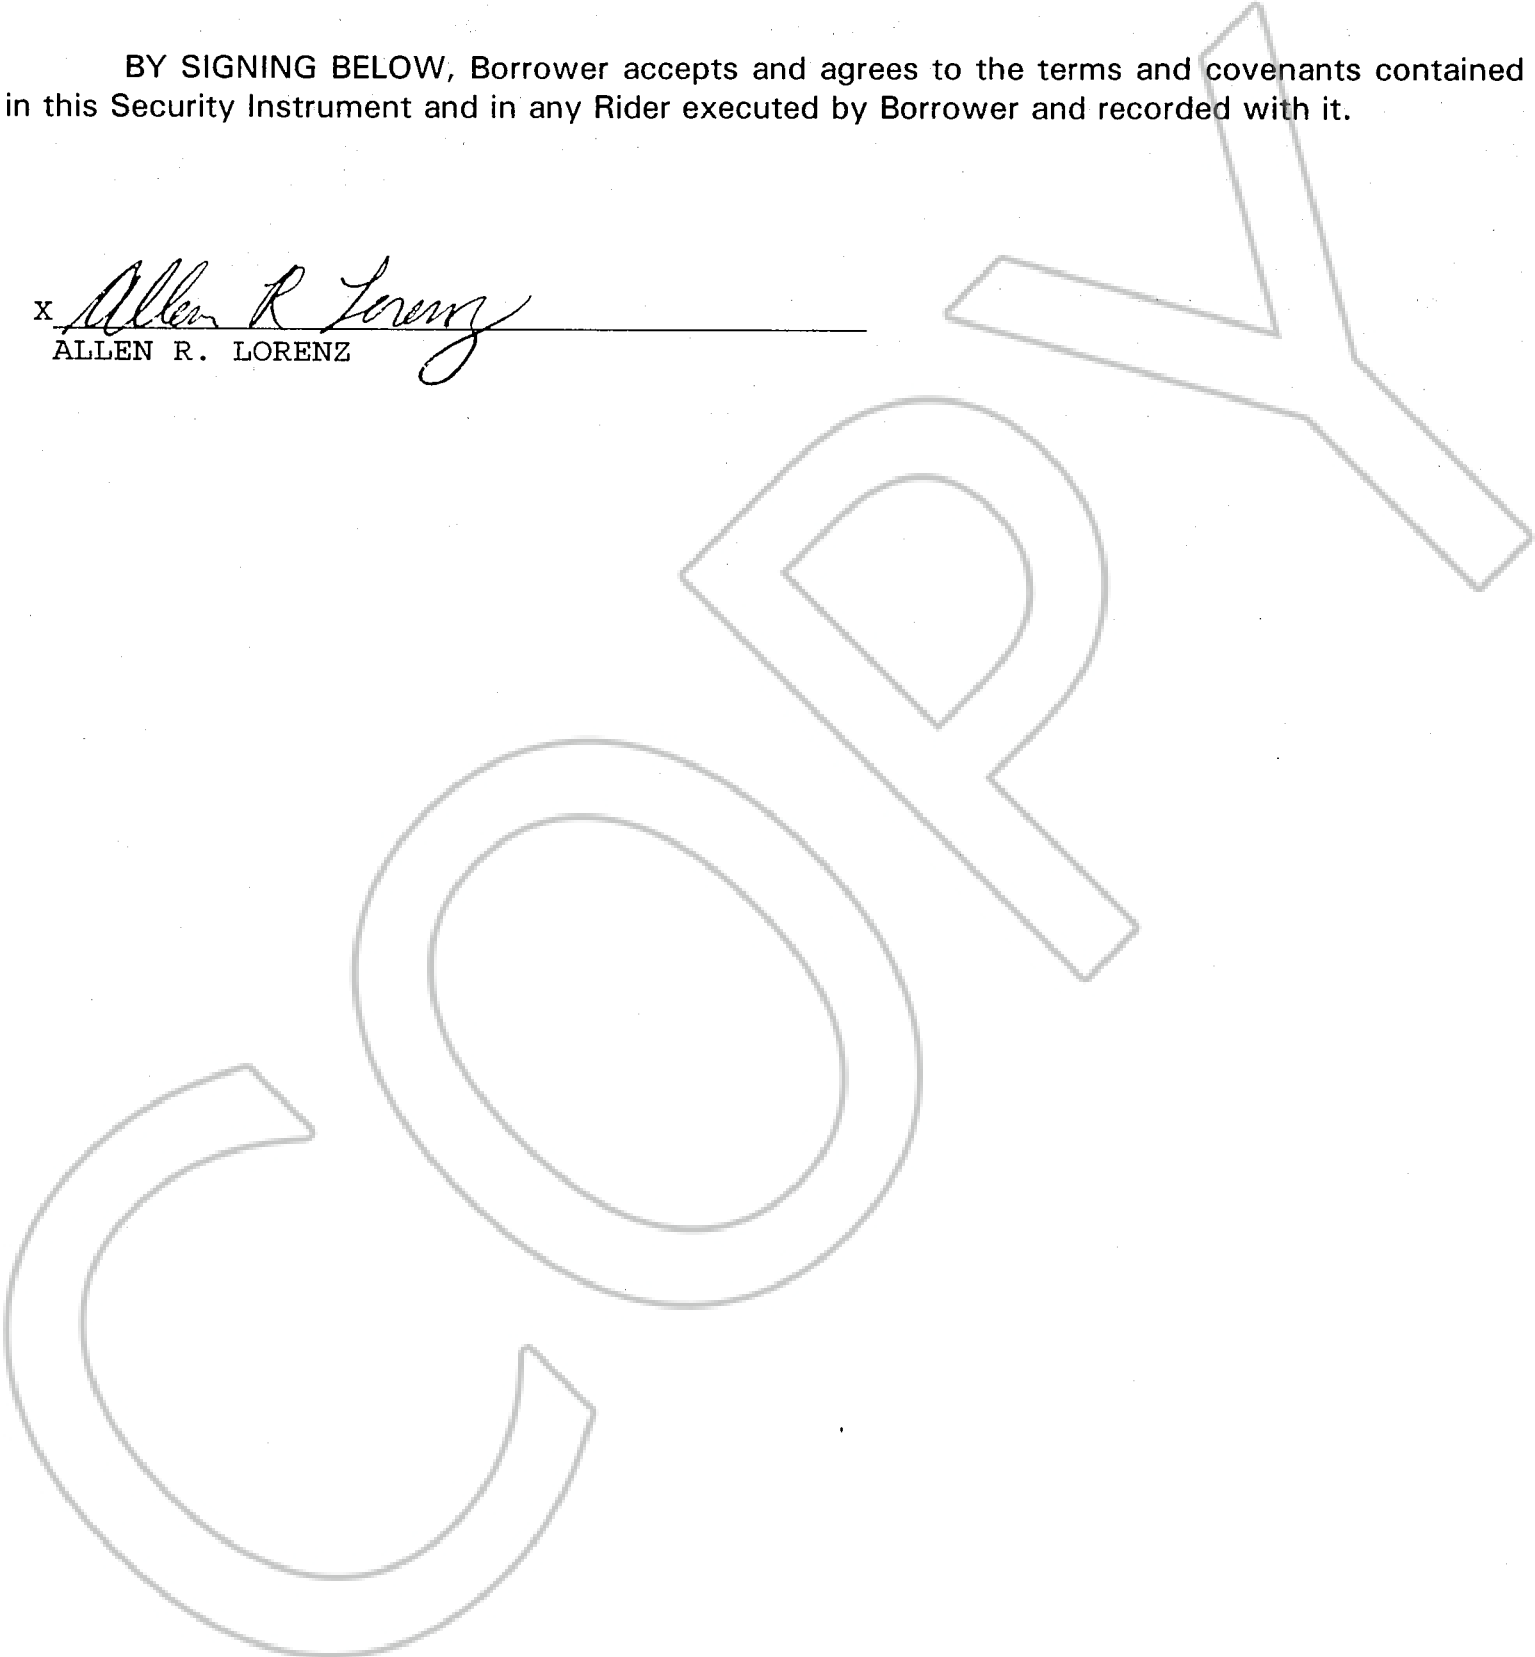 BY SIGNING BELOW, Borrower accepts and agrees to the terms and covenants contained
in this Security Instrument and in any Rider executed by Borrower and recorded with it.
x Allen R Lorenz
ALLEN R. LORENZ
COPY